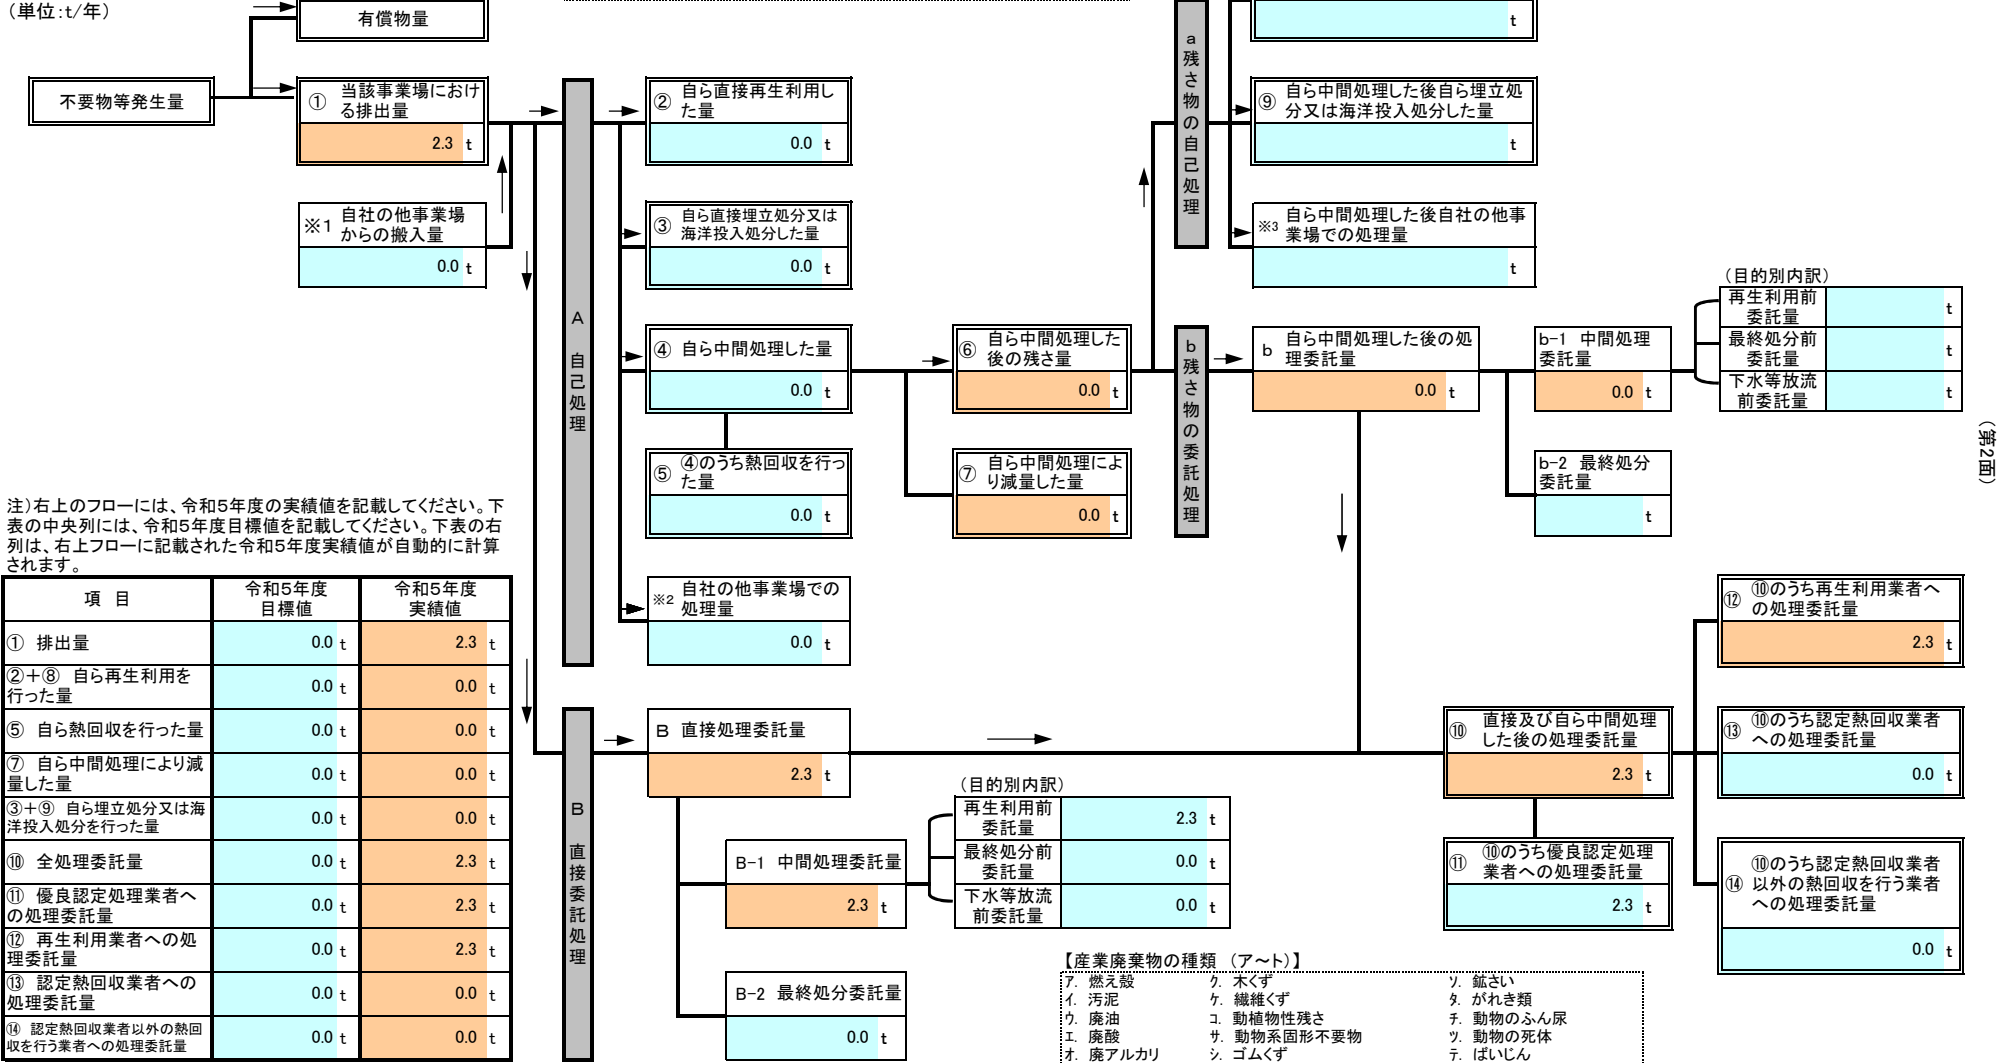 （単位：t/年）
有償物量
不要物等発生量
① 当該事業場におけ
る排出量
2.3 t
※1 自社の他事業場
からの搬入量
0.0 t
A 自己処理
② 自ら直接再生利用し
た量
0.0 t
③ 自ら直接埋立処分又は
海洋投入処分した量
0.0 t
④ 自ら中間処理した量
0.0 t
⑤ ④のうち熱回収を行っ
た量
0.0 t
※2 自社の他事業場での
処理量
0.0 t
⑥ 自ら中間処理した
後の残さ量
0.0 t
⑦ 自ら中間処理によ
り減量した量
0.0 t
a 残さ物の自己処理
t
⑨ 自ら中間処理した後自ら埋立処
分又は海洋投入処分した量
t
※3 自ら中間処理した後自社の他事
業場での処理量
t
b 残さ物の委託処理
b 自ら中間処理した後の処
理委託量
0.0 t
b-1 中間処理
委託量
0.0 t
（目的別内訳）
再生利用前
委託量
t
最終処分前
委託量
t
下水等放流
前委託量
t
b-2 最終処分
委託量
t
（第2面）
注）右上のフローには、令和5年度の実績値を記載してください。下
表の中央列には、令和5年度目標値を記載してください。下表の右
列は、右上フローに記載された令和5年度実績値が自動的に計算
されます。
項 目 令和5年度 目標値 令和5年度 実績値
① 排出量 0.0 t 2.3 t
②＋⑧ 自ら再生利用を
行った量 0.0 t 0.0 t
⑤ 自ら熱回収を行った量 0.0 t 0.0 t
⑦ 自ら中間処理により減
量した量 0.0 t 0.0 t
③＋⑨ 自ら埋立処分又は海
洋投入処分を行った量 0.0 t 0.0 t
⑩ 全処理委託量 0.0 t 2.3 t
⑪ 優良認定処理業者へ
の処理委託量 0.0 t 2.3 t
⑫ 再生利用業者への処
理委託量 0.0 t 2.3 t
⑬ 認定熱回収業者への
処理委託量 0.0 t 0.0 t
⑭ 認定熱回収業者以外の熱回
収を行う業者への処理委託量 0.0 t 0.0 t
B 直接委託処理
B 直接処理委託量
2.3 t
B-1 中間処理委託量
2.3 t
（目的別内訳）
再生利用前
委託量
2.3 t
最終処分前
委託量
0.0 t
下水等放流
前委託量
0.0 t
B-2 最終処分委託量
0.0 t
⑩ 直接及び自ら中間処理
した後の処理委託量
2.3 t
⑪ ⑩のうち優良認定処理
業者への処理委託量
2.3 t
⑫ ⑩のうち再生利用業者へ
の処理委託量
2.3 t
⑬ ⑩のうち認定熱回収業者
への処理委託量
0.0 t
⑭ ⑩のうち認定熱回収業者
以外の熱回収を行う業者
への処理委託量
0.0 t
【産業廃棄物の種類 （ア～ト）】
ア. 燃え殻 ク. 木くず ソ. 鉱さい
イ. 汚泥 ケ. 繊維くず タ. がれき類
ウ. 廃油 コ. 動植物性残さ チ. 動物のふん尿
エ. 廃酸 サ. 動物系固形不要物 ツ. 動物の死体
オ. 廃アルカリ シ. ゴムくず テ. ばいじん